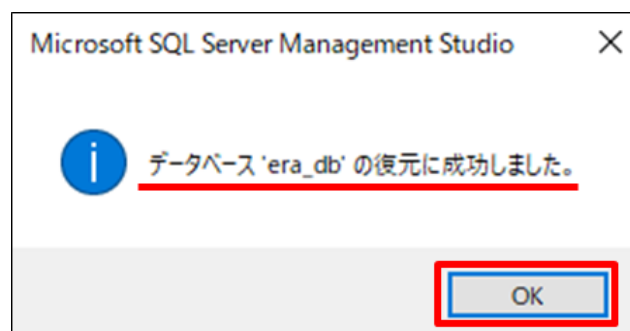 Microsoft SQL Server Management Studio
データベース 'era_db' の復元に成功しました。
OK